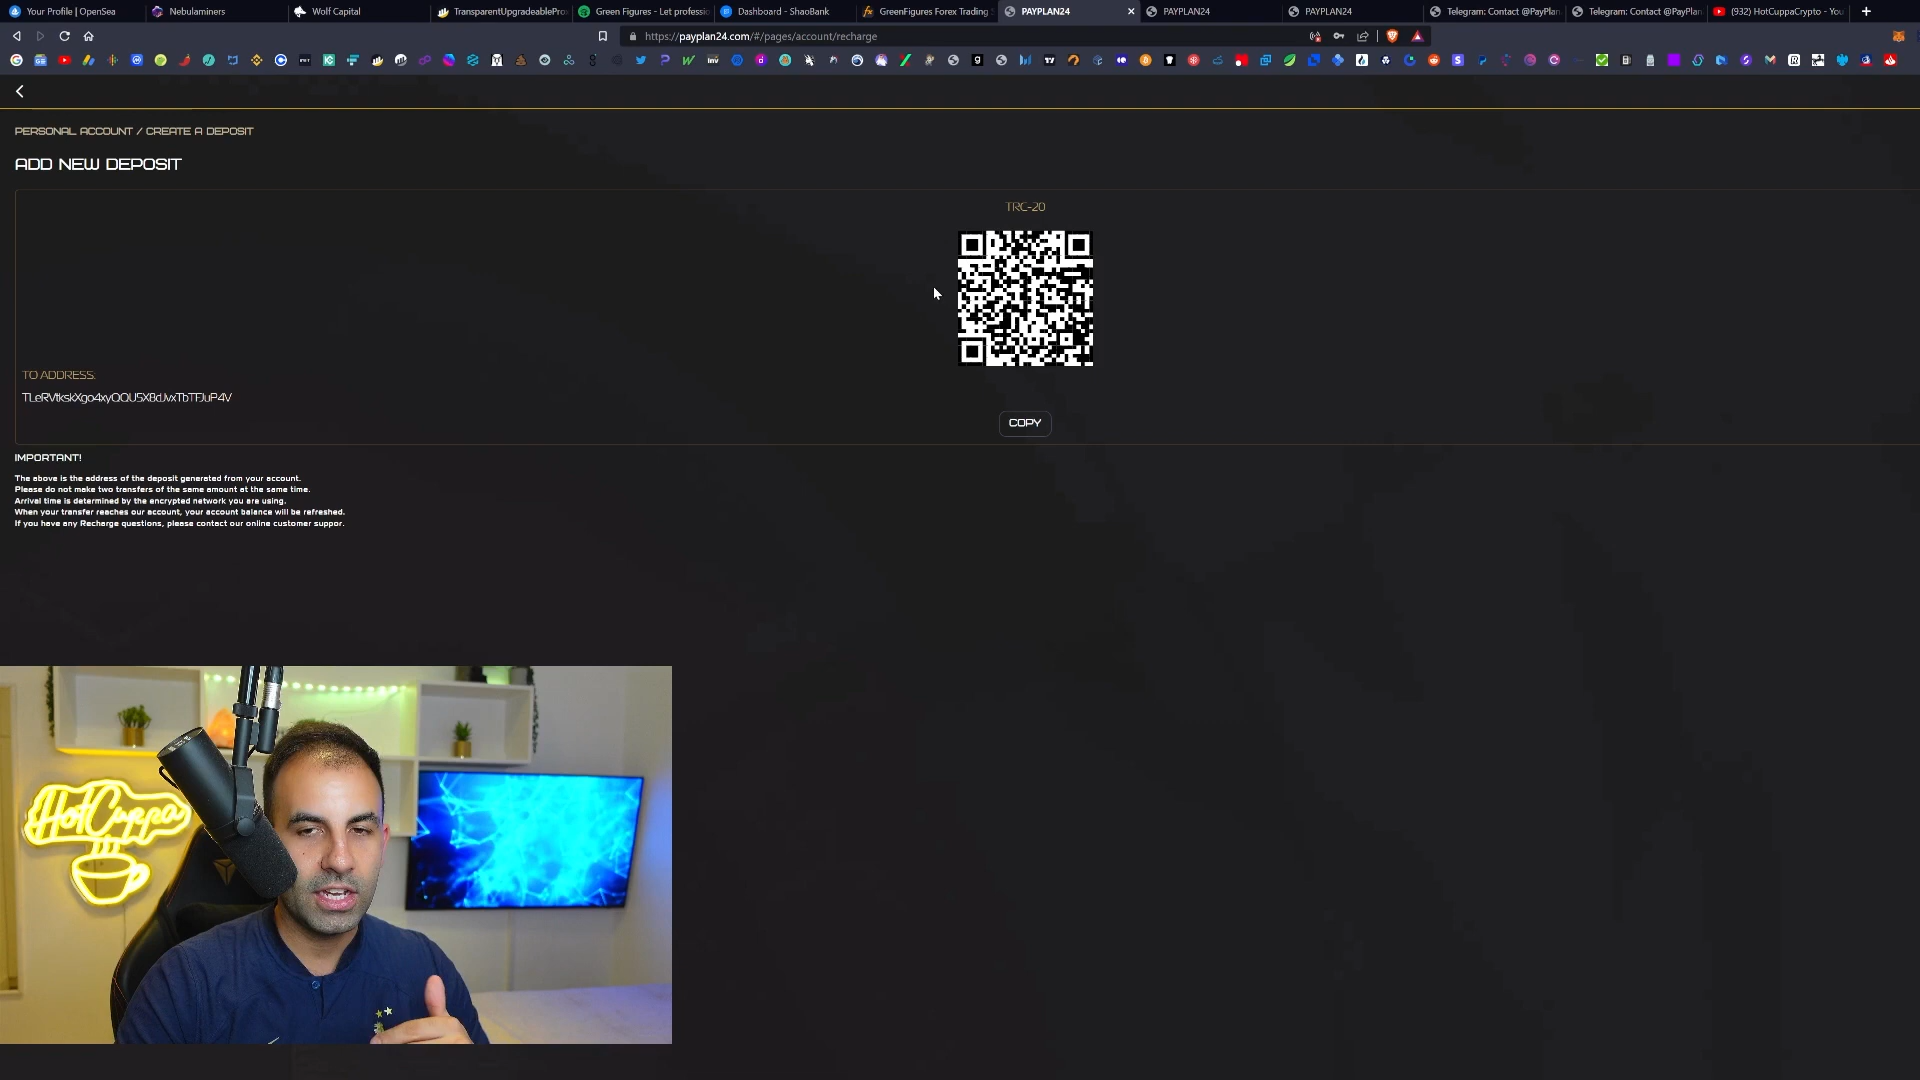 Your Profile | OpenSea
Nebulaminers
Wolf Capital
TransparentUpgradeablePro
Green Figures - Let professio
Dashboard - ShaoBank
GreenFigures Forex Trading
PAYPLAN24
PAYPLAN24
PAYPLAN24
Telegram: Contact @PayPlan
Telegram: Contact @PayPlan
(932) HotCuppaCrypto - You
https://payplan24.com/#/pages/account/recharge
PERSONAL ACCOUNT / CREATE A DEPOSIT
ADD NEW DEPOSIT
TRC-20
TO ADDRESS:
COPY
IMPORTANT!
The above is the address of the deposit generated from your account.
Please do not make two transfers of the same amount at the same time.
Arrival time is determined by the encrypted network you are using.
When your transfer reaches our account, your account balance will be refreshed.
If you have any Recharge questions, please contact our online customer suppor.
HotCuppa